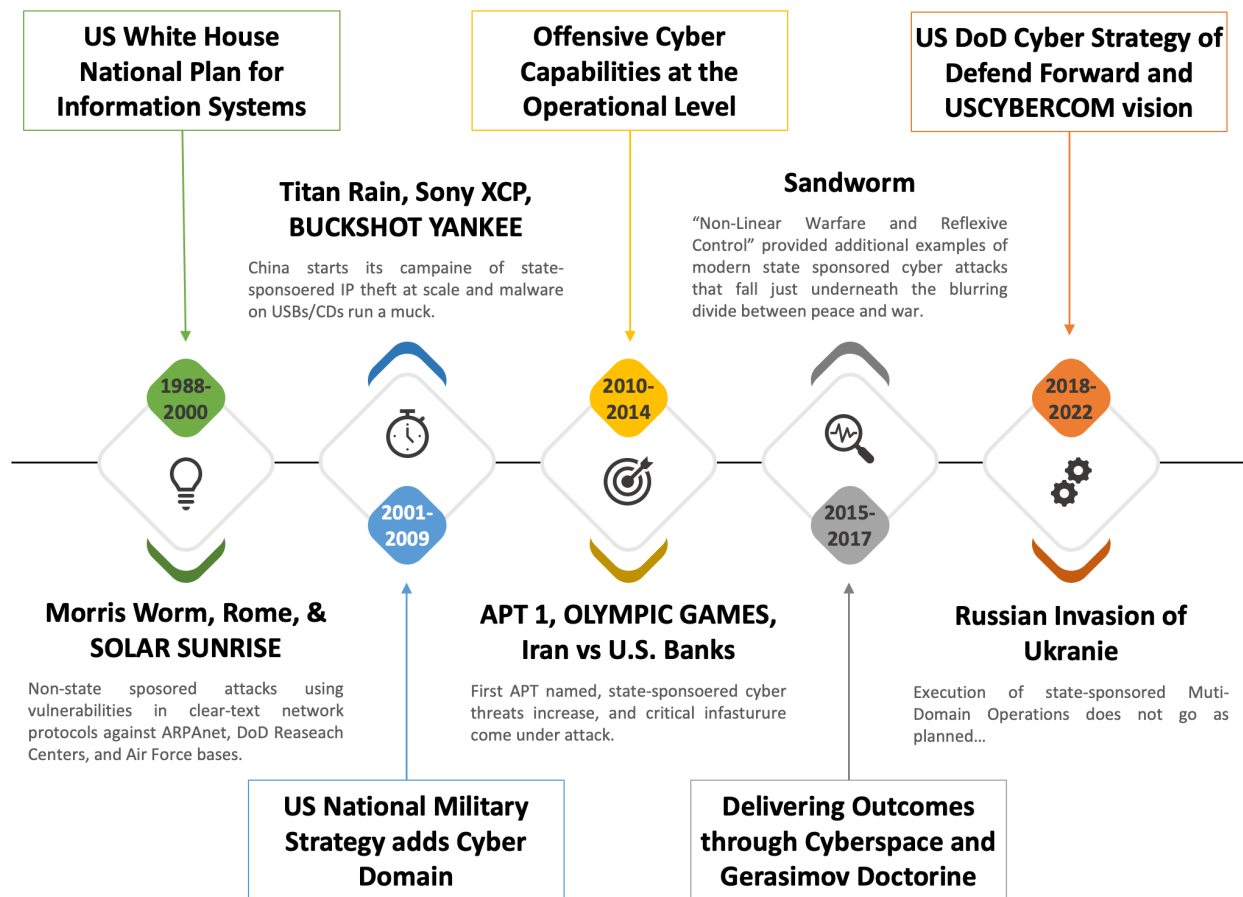 US White House
National Plan for
Information Systems
Offensive Cyber
Capabilities at the
Operational Level
US DoD Cyber Strategy of
Defend Forward and
USCYBERCOM vision
Titan Rain, Sony XCP,
BUCKSHOT YANKEE
China starts its campaine of state-
sponsoered IP theft at scale and malware
on USBs/CDs run a muck.
Sandworm
“Non-Linear Warfare and Reflexive
Control” provided additional examples of
modern state sponsored cyber attacks
that fall just underneath the blurring
divide between peace and war.
1988-
2000
2010-
2014
2018-
2022
2001-
2009
2015-
2017
Morris Worm, Rome, &
SOLAR SUNRISE
Non-state sposored attacks using
vulnerabilities in clear-text network
protocols against ARPAnet, DoD Reaseach
Centers, and Air Force bases.
APT 1, OLYMPIC GAMES,
Iran vs U.S. Banks
First APT named, state-sponsoered cyber
threats increase, and critical infasturure
come under attack.
Russian Invasion of
Ukranie
Execution of state-sponsored Muti-
Domain Operations does not go as
planned…
US National Military
Strategy adds Cyber
Domain
Delivering Outcomes
through Cyberspace and
Gerasimov Doctorine